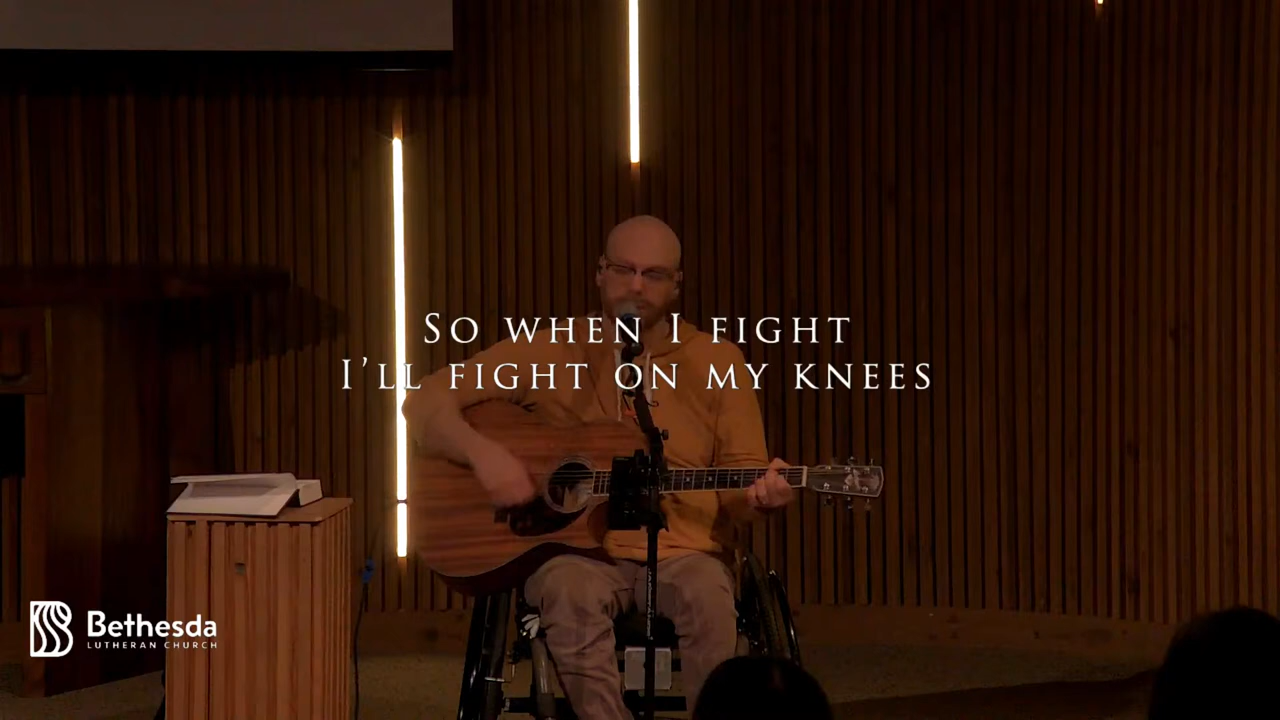 So when I fight
I'll fight on my knees
Bethesda
LUTHERAN CHURCH